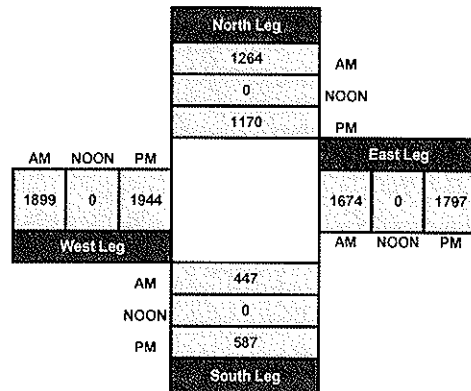 North Leg
1264 AM
0 NOON
1170 PM
AM NOON PM
East Leg
1899 0 1944
1674 0 1797
West Leg
AM NOON PM
AM 447
NOON 0
PM 587
South Leg